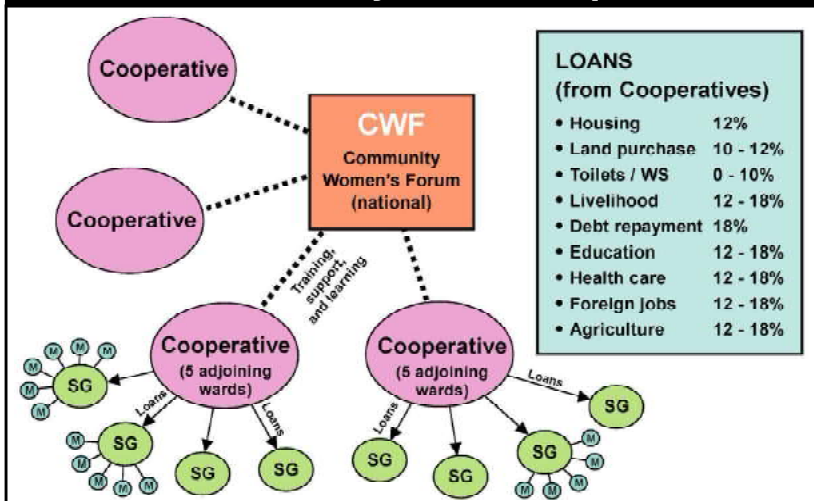 Cooperative
Cooperative
CWF
Community
Women's Forum
(national)
LOANS
(from Cooperatives)
• Housing 12%
• Land purchase 10 - 12%
• Toilets / WS 0 - 10%
• Livelihood 12 - 18%
• Debt repayment 18%
• Education 12 - 18%
• Health care 12 - 18%
• Foreign jobs 12 - 18%
• Agriculture 12 - 18%
Training,
support,
and learning
Cooperative
(5 adjoining
wards)
Cooperative
(5 adjoining
wards)
M
M
M
M
M
M
M
SG
Loans
Loans
M
SG
M
M
M
M
SG
SG
Loans
Loans
SG
SG
SG
SG
M
M
M
M
M